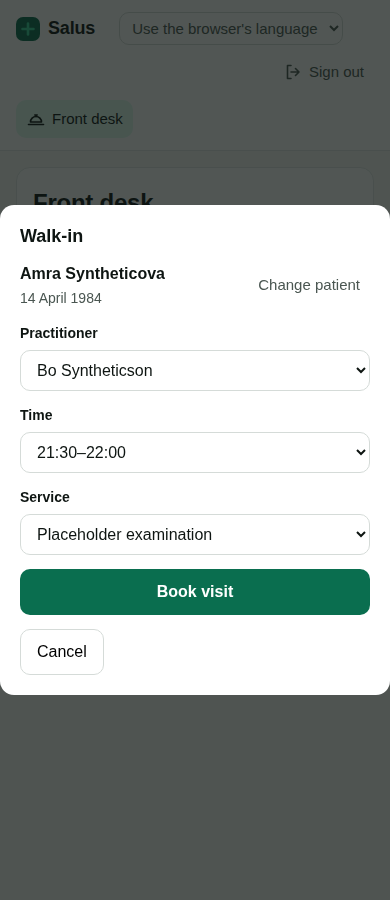 Salus
Use the browser's language
Sign out
Front desk
Front desk
Walk-in
Amra Syntheticova
14 April 1984
Change patient
Practitioner
Bo Syntheticson
Time
21:30–22:00
Service
Placeholder examination
Book visit
Cancel